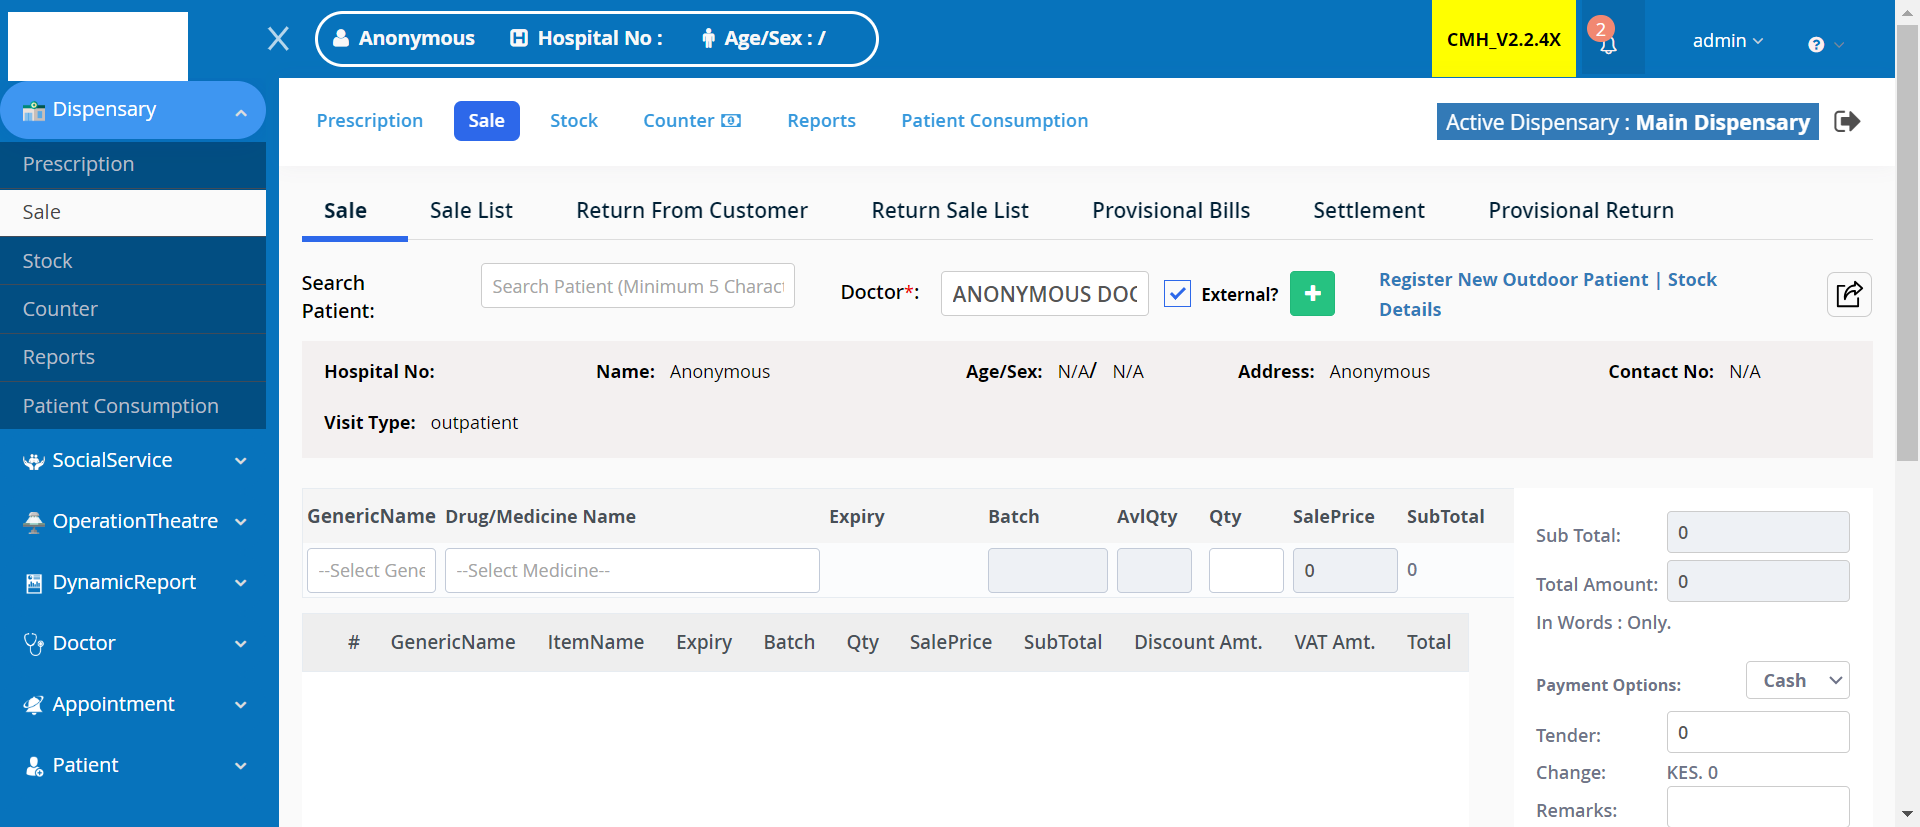 Anonymous Hospital No : Age/Sex : /
CMH_V2.2.4X
2
admin
Dispensary
Prescription
Sale
Stock
Counter
Reports
Patient Consumption
SocialService
OperationTheatre
DynamicReport
Doctor
Appointment
Patient
Prescription Sale Stock Counter Reports Patient Consumption
Active Dispensary : Main Dispensary
Sale Sale List Return From Customer Return Sale List Provisional Bills Settlement Provisional Return
Search
Patient:
Search Patient (Minimum 5 Charact
Doctor*:
ANONYMOUS DOC
External?
+
Register New Outdoor Patient | Stock
Details
Hospital No: Name: Anonymous Age/Sex: N/A/ N/A Address: Anonymous Contact No: N/A
Visit Type: outpatient
GenericName Drug/Medicine Name Expiry Batch AvlQty Qty SalePrice SubTotal
--Select Gene --Select Medicine-- 0 0
# GenericName ItemName Expiry Batch Qty SalePrice SubTotal Discount Amt. VAT Amt. Total
Sub Total: 0
Total Amount: 0
In Words : Only.
Payment Options: Cash
Tender: 0
Change: KES. 0
Remarks: